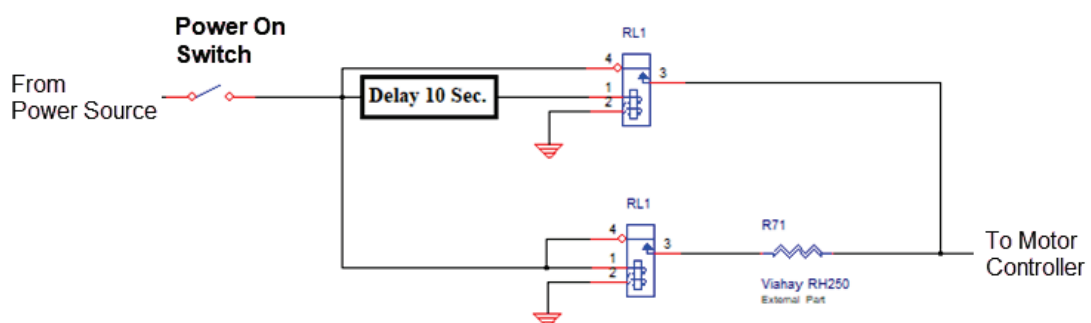 Power On
Switch
From
Power Source
Delay 10 Sec.
RL1
4
3
1
2
RL1
4
3
1
2
R71
Viahay RH250
External Part
To Motor
Controller